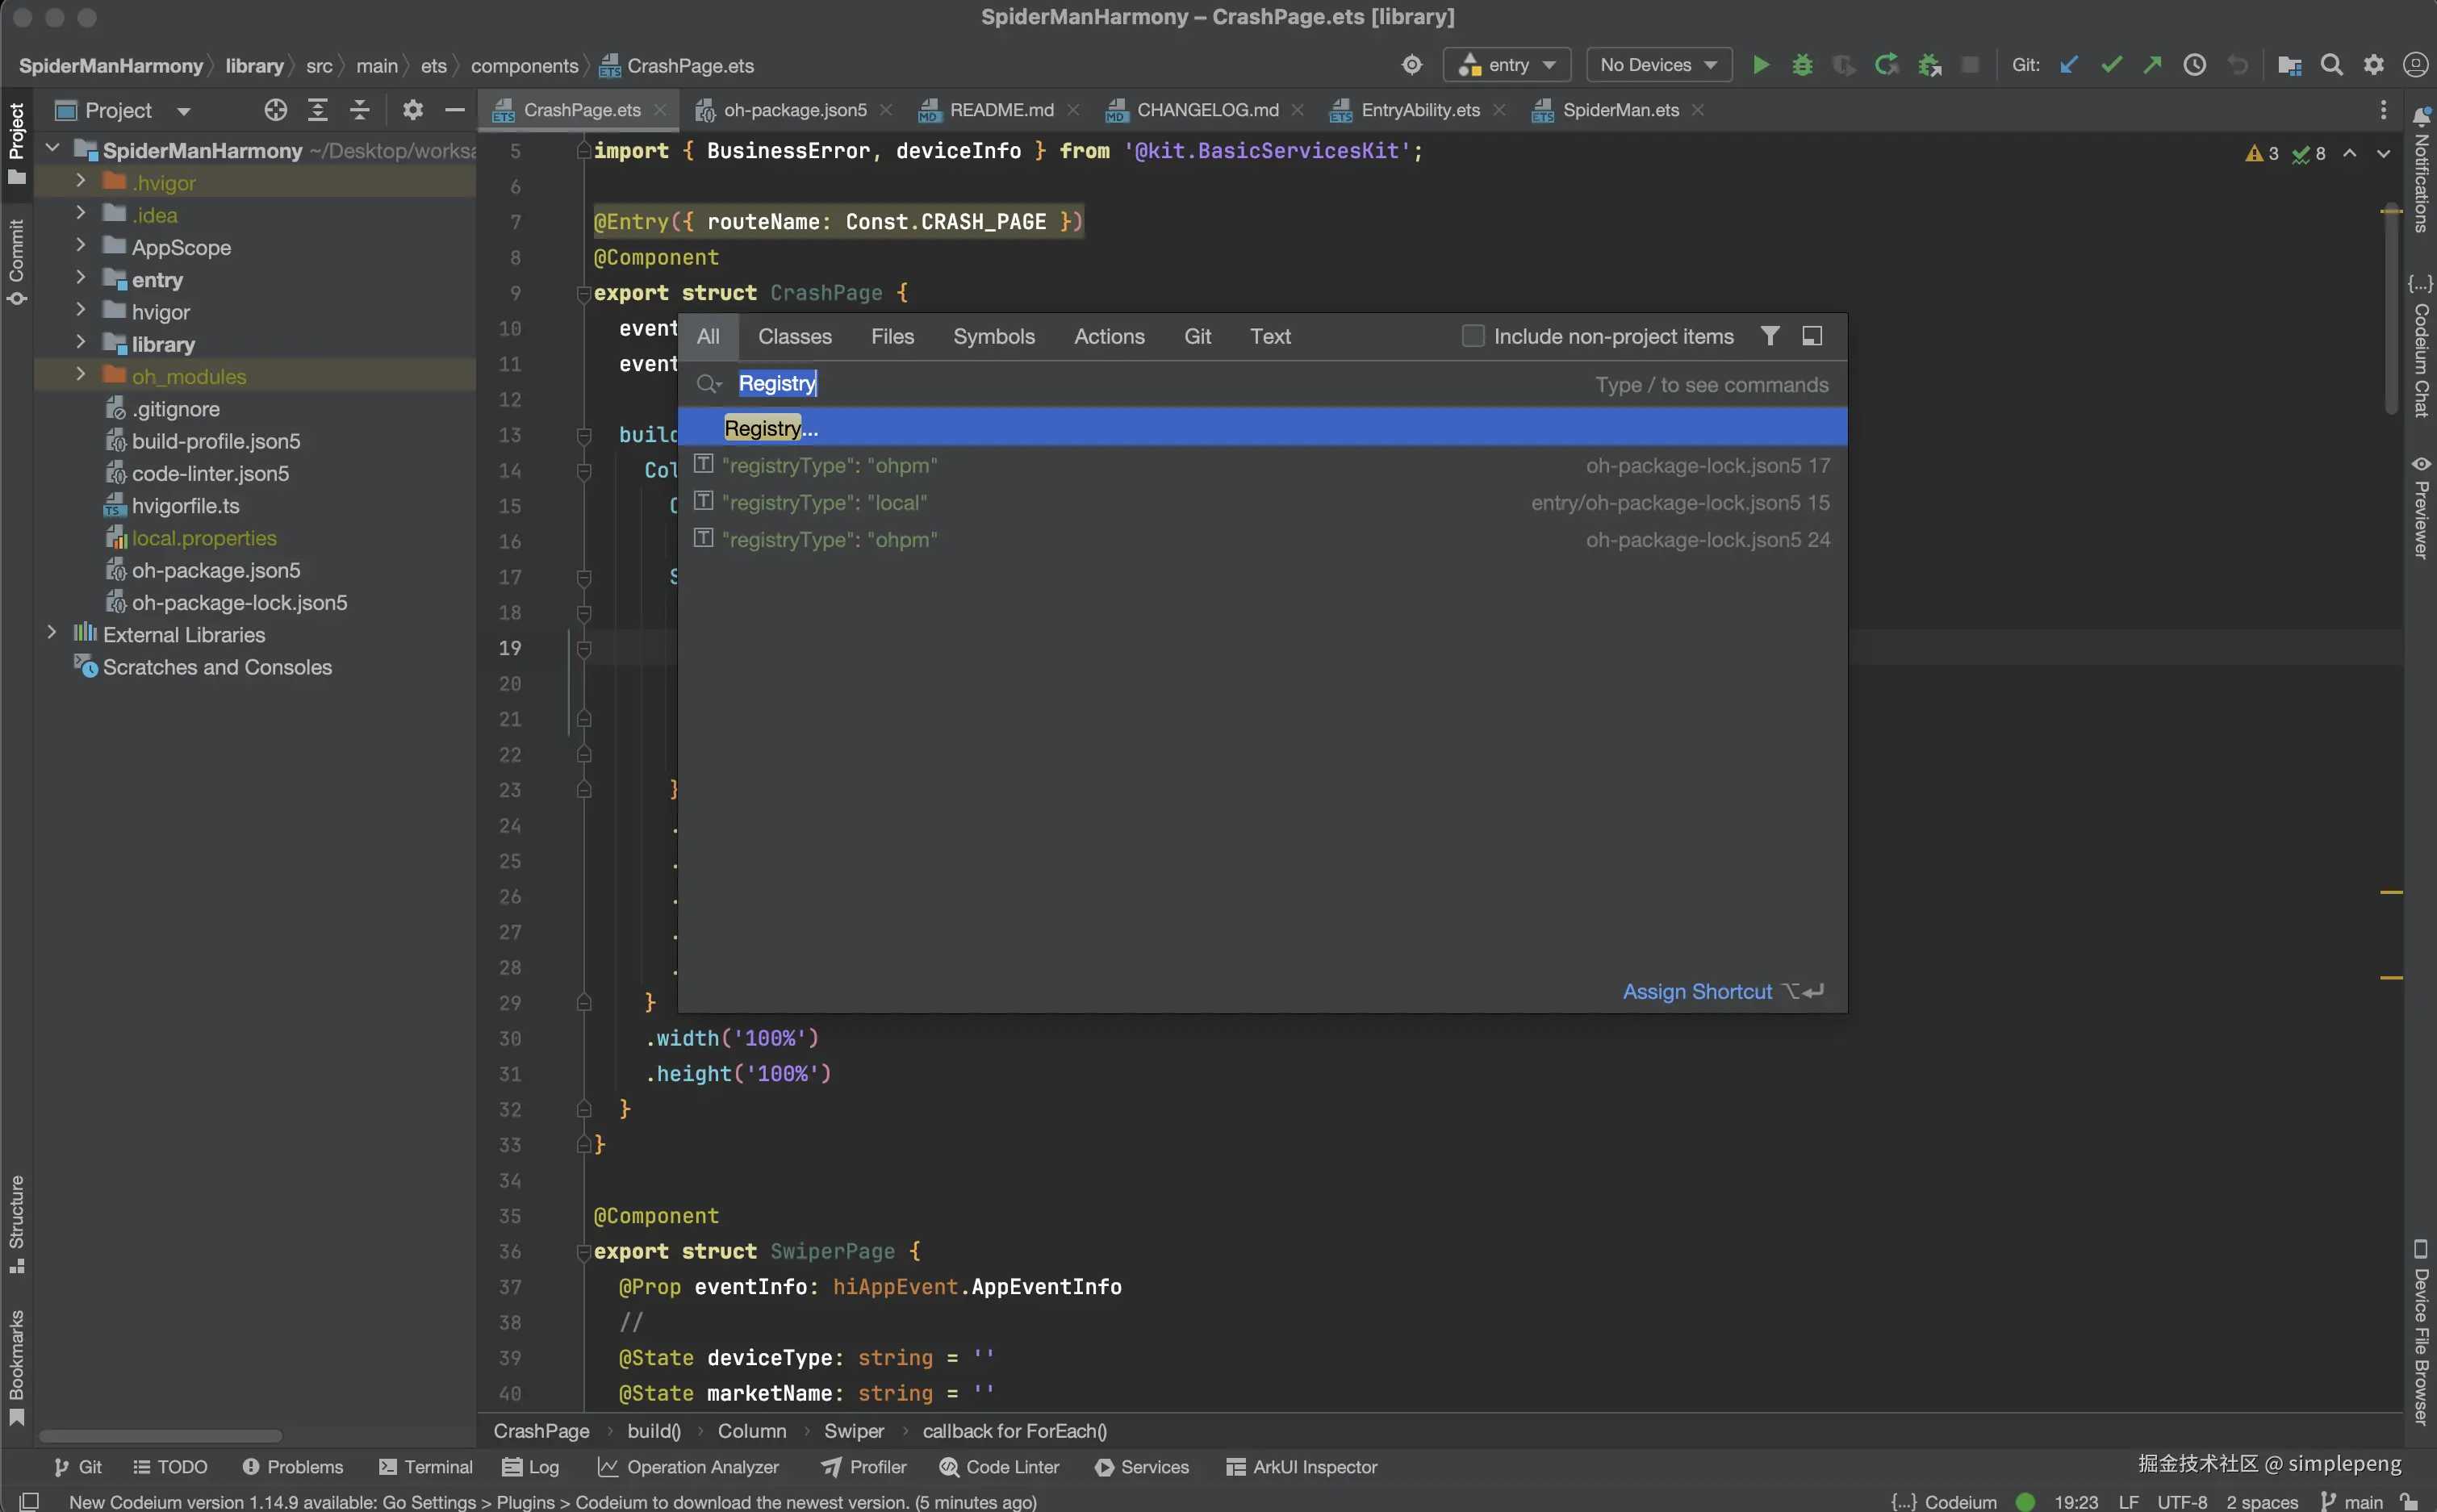 SpiderManHarmony – CrashPage.ets [library]
SpiderManHarmony library src main ets components CrashPage.ets
entry No Devices Git:
Project
CrashPage.ets oh-package.json5 README.md CHANGELOG.md EntryAbility.ets SpiderMan.ets
Project
Commit
Structure
Bookmarks
SpiderManHarmony ~/Desktop/works
.hvigor
.idea
AppScope
entry
hvigor
library
oh_modules
.gitignore
build-profile.json5
code-linter.json5
hvigorfile.ts
local.properties
oh-package.json5
oh-package-lock.json5
External Libraries
Scratches and Consoles
5 import { BusinessError, deviceInfo } from '@kit.BasicServicesKit';
3 8
6
7 @Entry({ routeName: Const.CRASH_PAGE })
8 @Component
9 export struct CrashPage {
10 event
11 event
12
13 build
14 Col
15
16
17 S
18
19
20
21
22
23 }
24 .
25 .
26 .
27 .
28 .
29 }
30 .width('100%')
31 .height('100%')
32 }
33 }
34
35 @Component
36 export struct SwiperPage {
37 @Prop eventInfo: hiAppEvent.AppEventInfo
38 //
39 @State deviceType: string = ''
40 @State marketName: string = ''
All Classes Files Symbols Actions Git Text Include non-project items
Registry Type / to see commands
Registry...
"registryType": "ohpm" oh-package-lock.json5 17
"registryType": "local" entry/oh-package-lock.json5 15
"registryType": "ohpm" oh-package-lock.json5 24
Assign Shortcut ⌥↵
Notifications
{...} Codeium Chat
Previewer
Device File Browser
CrashPage › build() › Column › Swiper › callback for ForEach()
Git TODO Problems Terminal Log Operation Analyzer Profiler Code Linter Services ArkUI Inspector
掘金技术社区 @ simplepeng
New Codeium version 1.14.9 available: Go Settings > Plugins > Codeium to download the newest version. (5 minutes ago)
{...} Codeium 19:23 LF UTF-8 2 spaces main